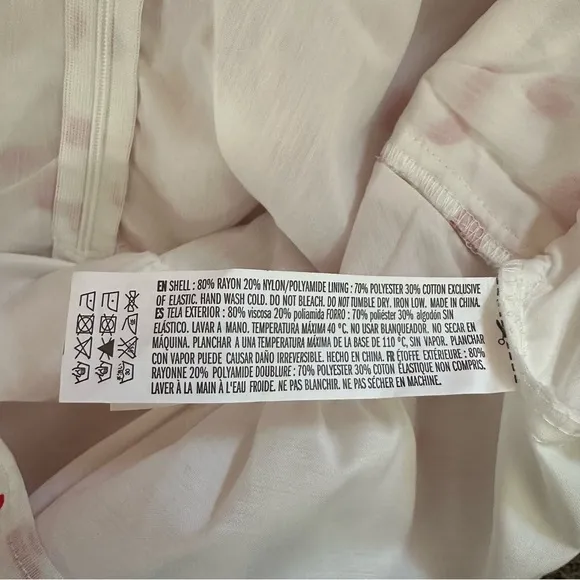 EN SHELL : 80% RAYON 20% NYLON/POLYAMIDE LINING : 70% POLYESTER 30% COTTON EXCLUSIVE
OF ELASTIC. HAND WASH COLD. DO NOT BLEACH. DO NOT TUMBLE DRY. IRON LOW. MADE IN CHINA.
ES TELA EXTERIOR : 80% viscosa 20% poliamida FORRO : 70% poliéster 30% algodón SIN
ELÁSTICO. LAVAR A MANO. TEMPERATURA MÁXIMA 40 °C. NO USAR BLANQUEADOR. NO SECAR EN
MÁQUINA. PLANCHAR A UNA TEMPERATURA MÁXIMA DE LA BASE DE 110 °C, SIN VAPOR. PLANCHAR
CON VAPOR PUEDE CAUSAR DAÑO IRREVERSIBLE. HECHO EN CHINA. FR ÉTOFFE EXTÉRIEURE : 80%
RAYONNE 20% POLYAMIDE DOUBLURE : 70% POLYESTER 30% COTON ÉLASTIQUE NON COMPRIS.
LAVER À LA MAIN À L'EAU FROIDE. NE PAS BLANCHIR. NE PAS SÉCHER EN MACHINE.